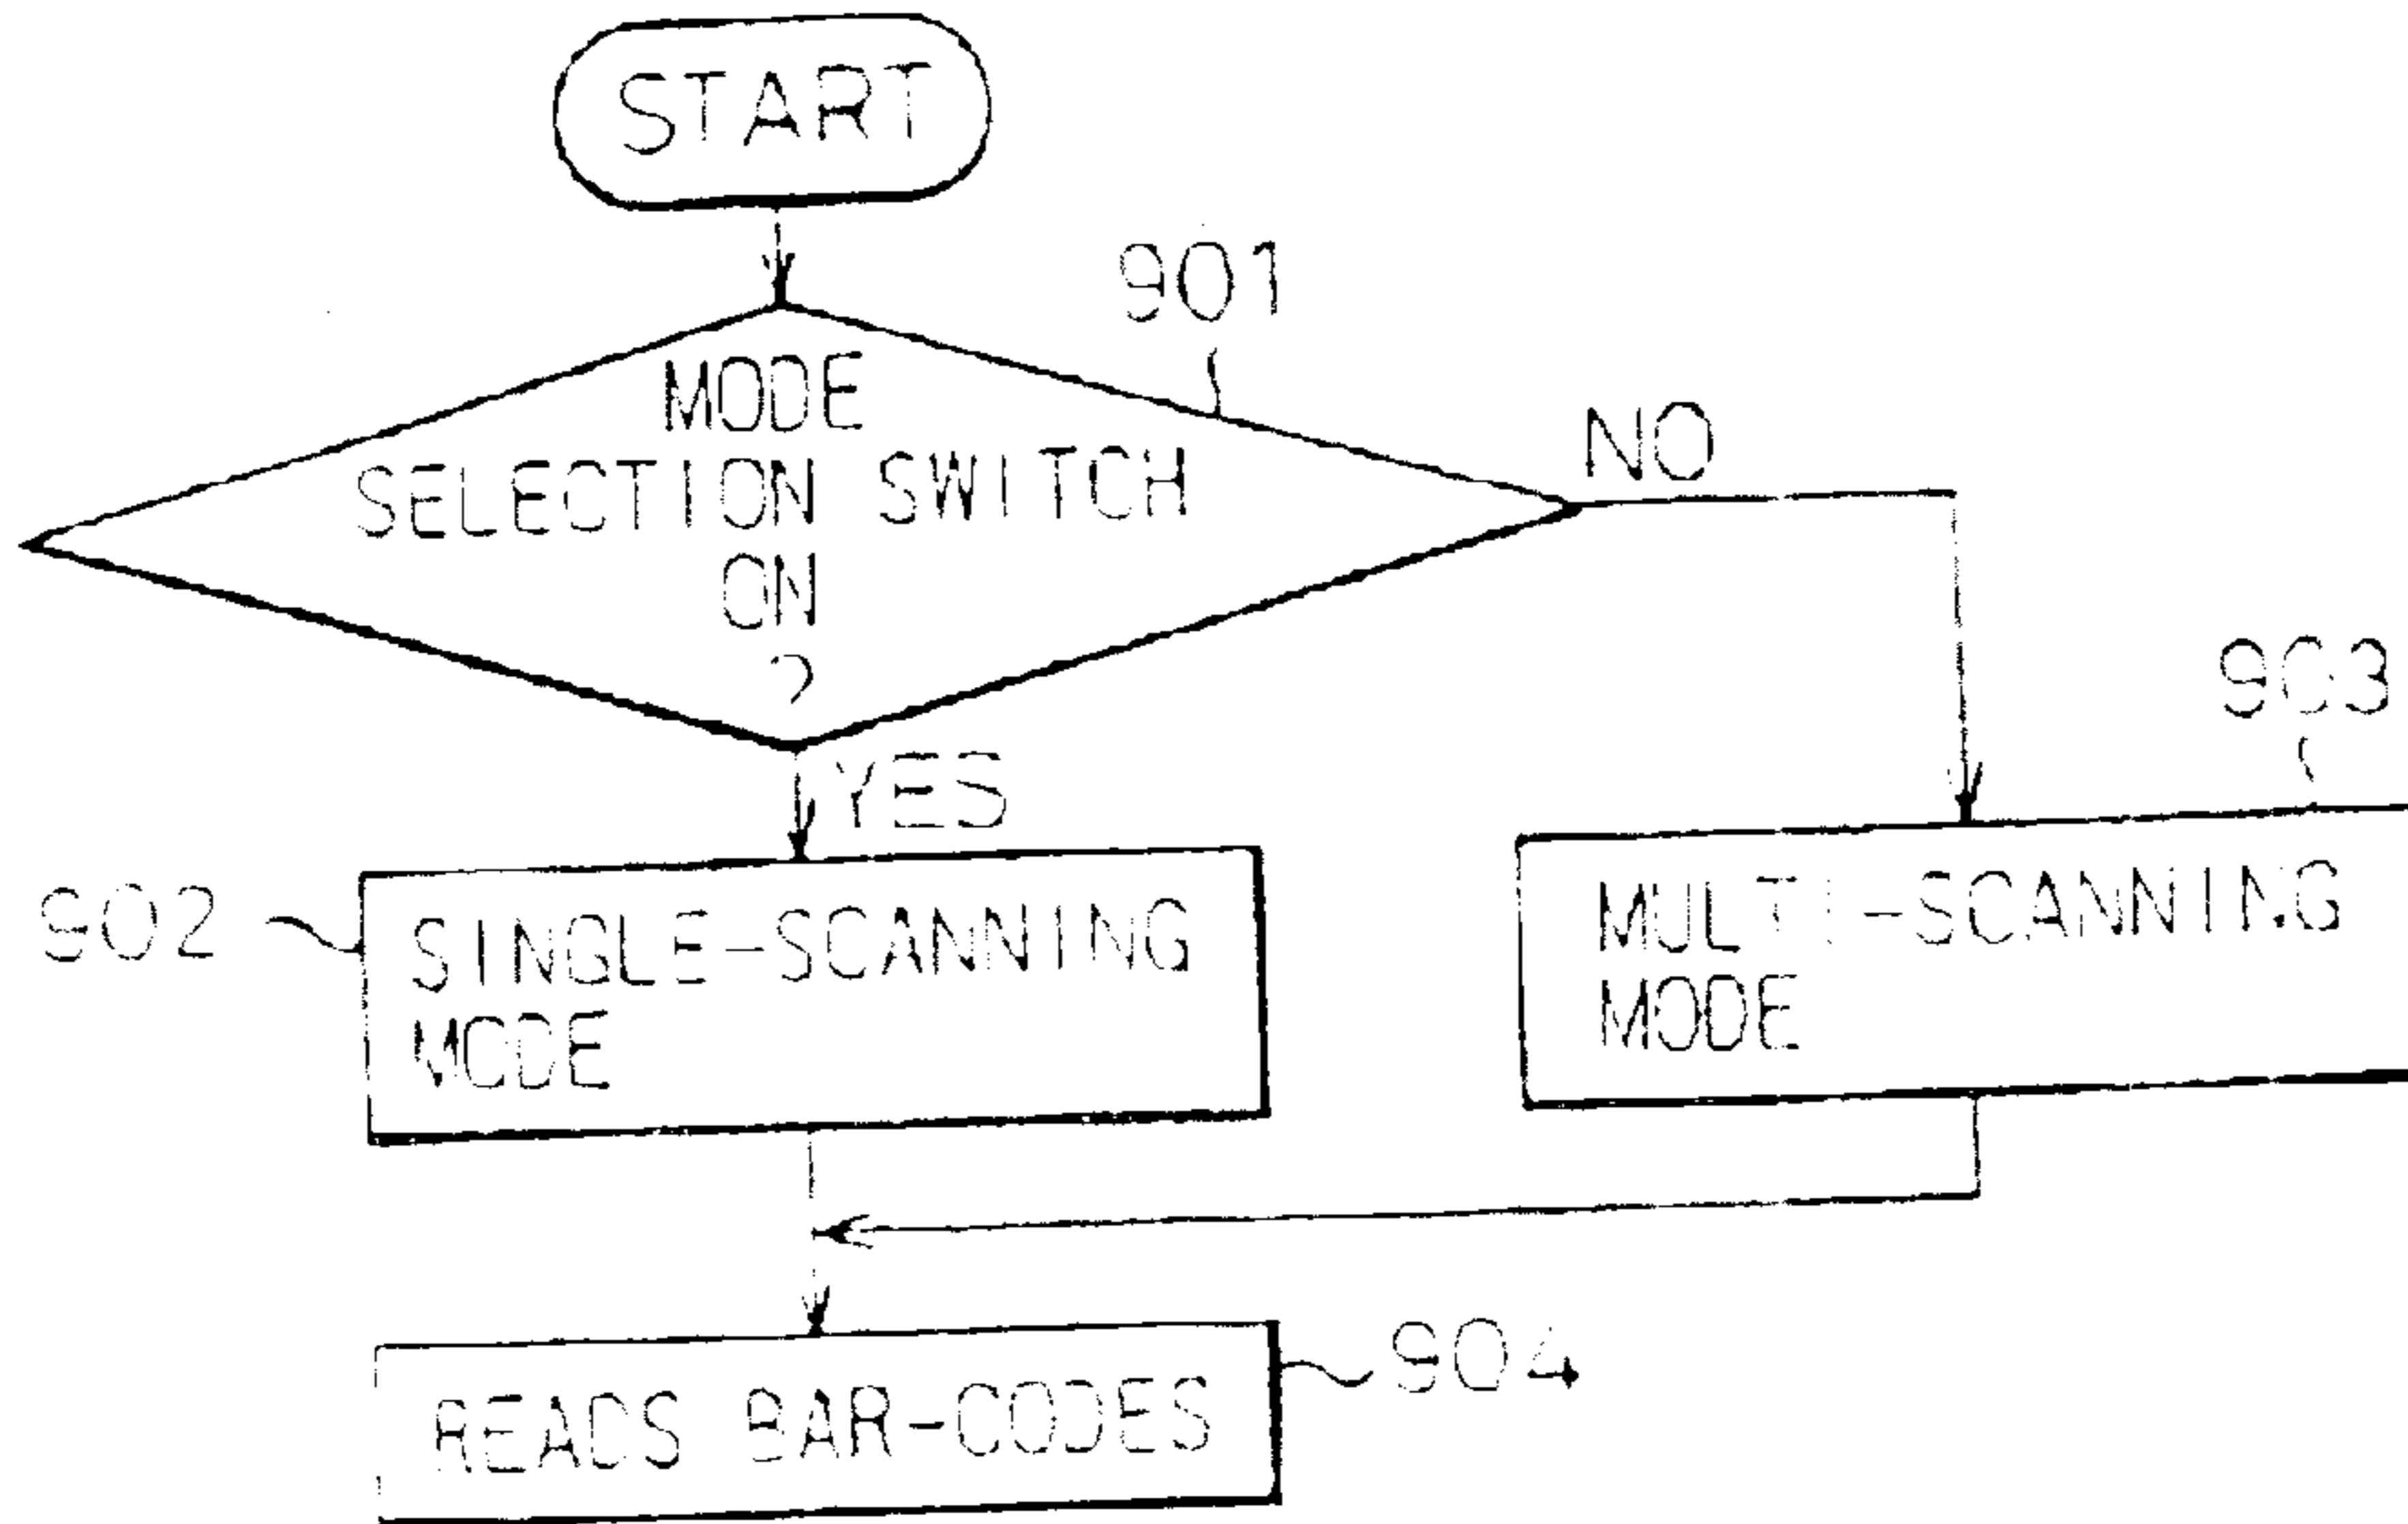 START
901
MODE
SELECTION SWITCH
ON
?
NO
YES
903
902
SINGLE-SCANNING
MODE
MULTI-SCANNING
MODE
READS BAR-CODES
904